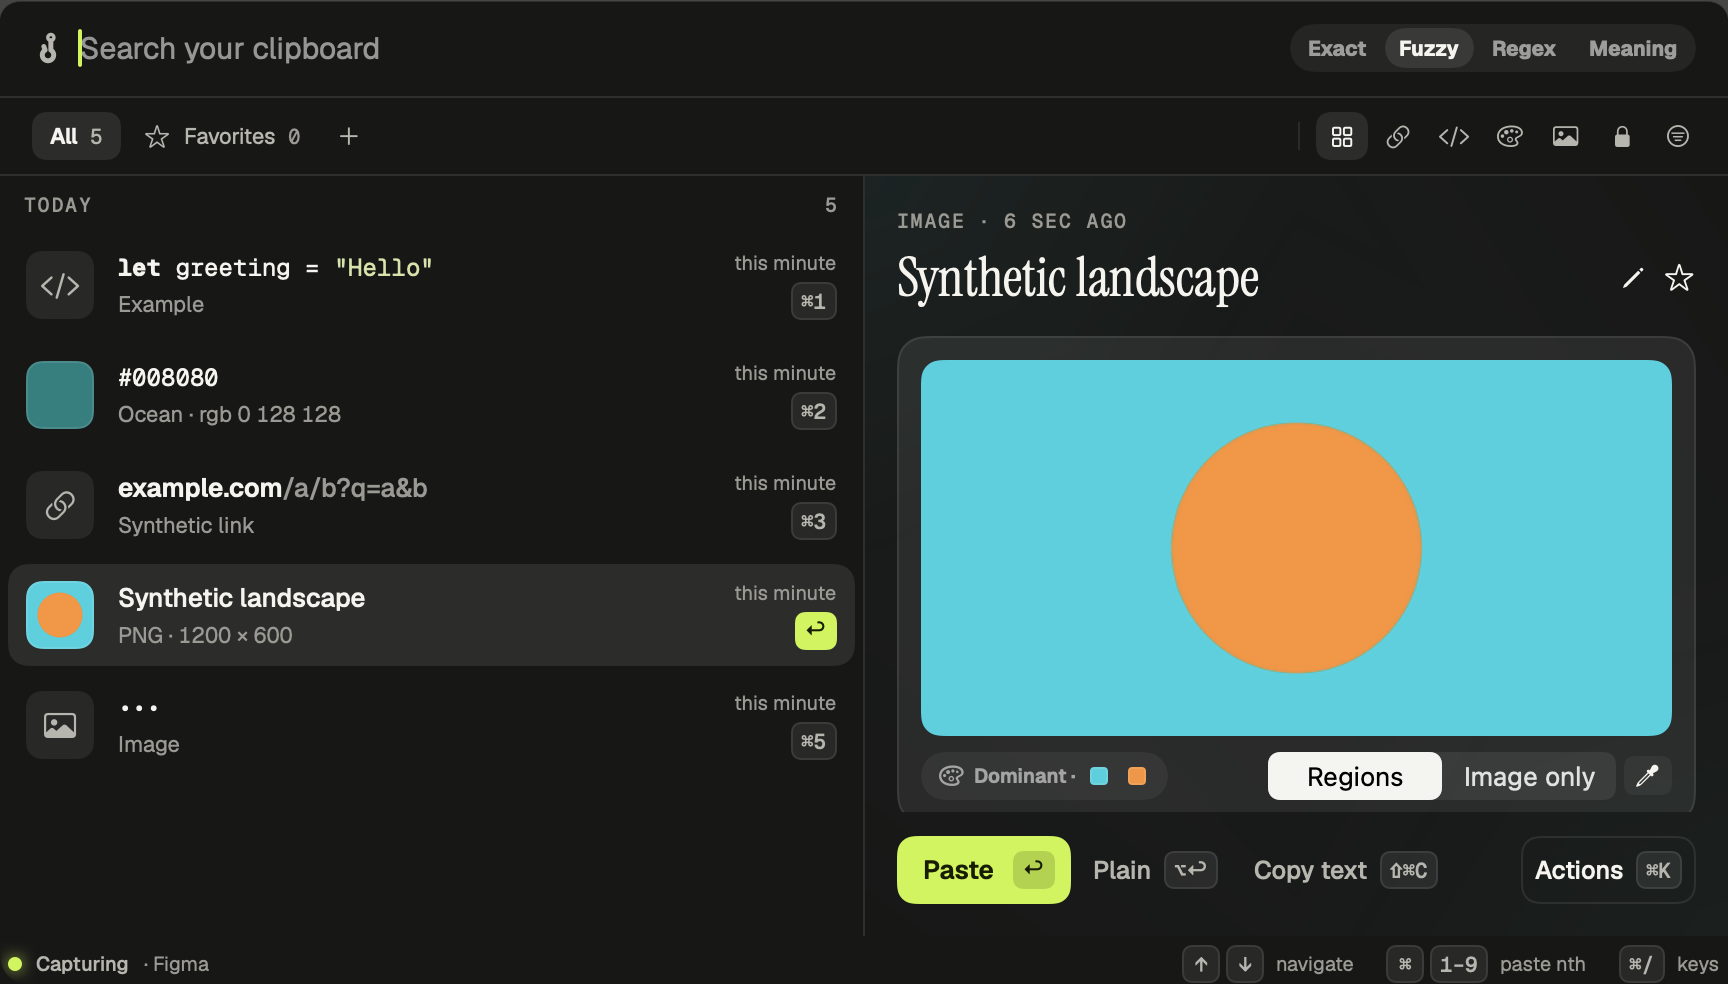 Search your clipboard
Exact Fuzzy Regex Meaning
All 5 Favorites 0
TODAY 5
let greeting = "Hello" this minute
Example ⌘1
#008080 this minute
Ocean · rgb 0 128 128 ⌘2
example.com/a/b?q=a&b this minute
Synthetic link ⌘3
Synthetic landscape this minute
PNG · 1200 × 600
... this minute
Image ⌘5
IMAGE · 6 SEC AGO
Synthetic landscape
Dominant · Regions Image only
Paste ↩ Plain ⌥↩ Copy text ⇧⌘C Actions ⌘K
Capturing · Figma ↑ ↓ navigate ⌘ 1–9 paste nth ⌘/ keys